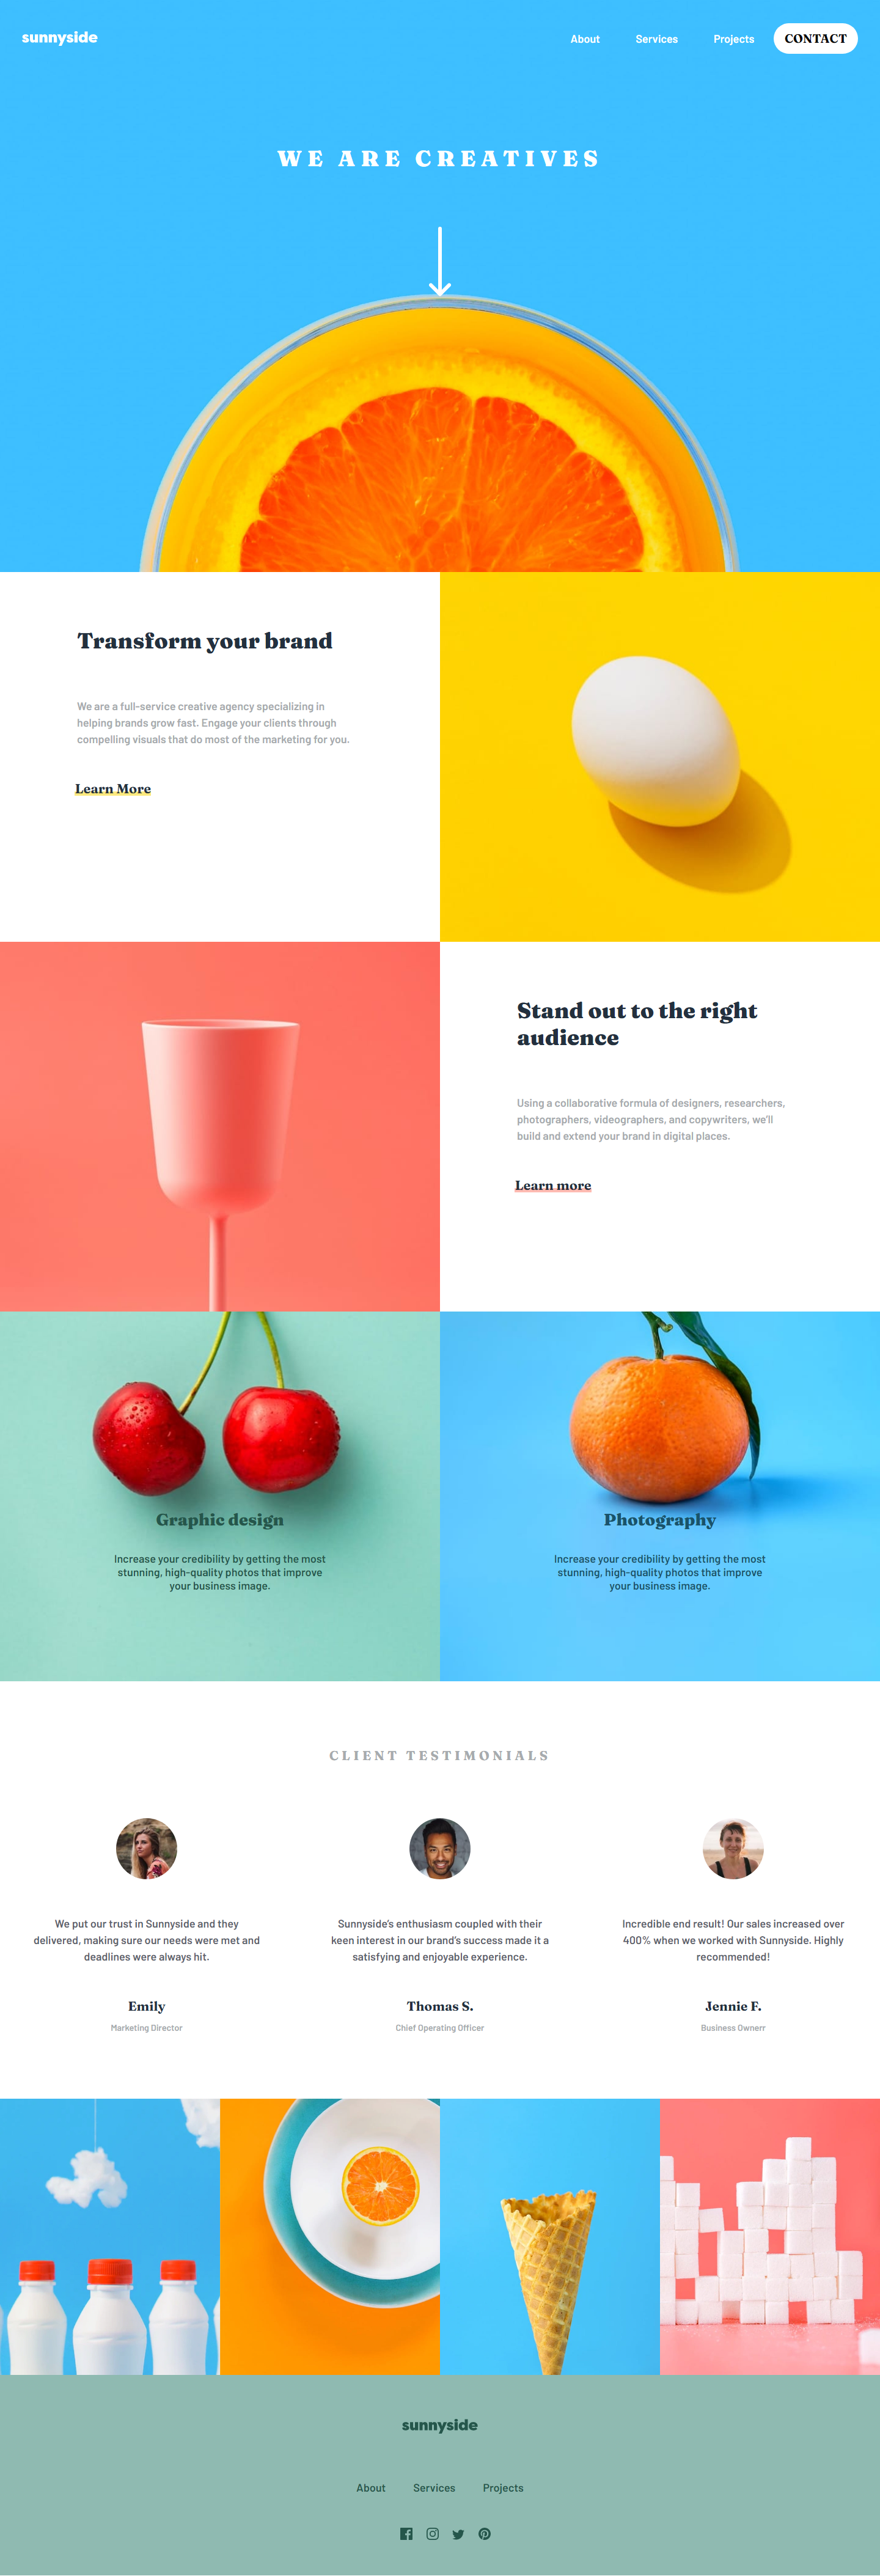 sunnyside
About Services Projects CONTACT
WE ARE CREATIVES
Transform your brand
We are a full-service creative agency specializing in
helping brands grow fast. Engage your clients through
compelling visuals that do most of the marketing for you.
Learn More
Stand out to the right
audience
Using a collaborative formula of designers, researchers,
photographers, videographers, and copywriters, we'll
build and extend your brand in digital places.
Learn more
Graphic design
Increase your credibility by getting the most
stunning, high-quality photos that improve
your business image.
Photography
Increase your credibility by getting the most
stunning, high-quality photos that improve
your business image.
CLIENT TESTIMONIALS
We put our trust in Sunnyside and they
delivered, making sure our needs were met and
deadlines were always hit.
Emily
Marketing Director
Sunnyside's enthusiasm coupled with their
keen interest in our brand's success made it a
satisfying and enjoyable experience.
Thomas S.
Chief Operating Officer
Incredible end result! Our sales increased over
400% when we worked with Sunnyside. Highly
recommended!
Jennie F.
Business Ownerr
sunnyside
About Services Projects